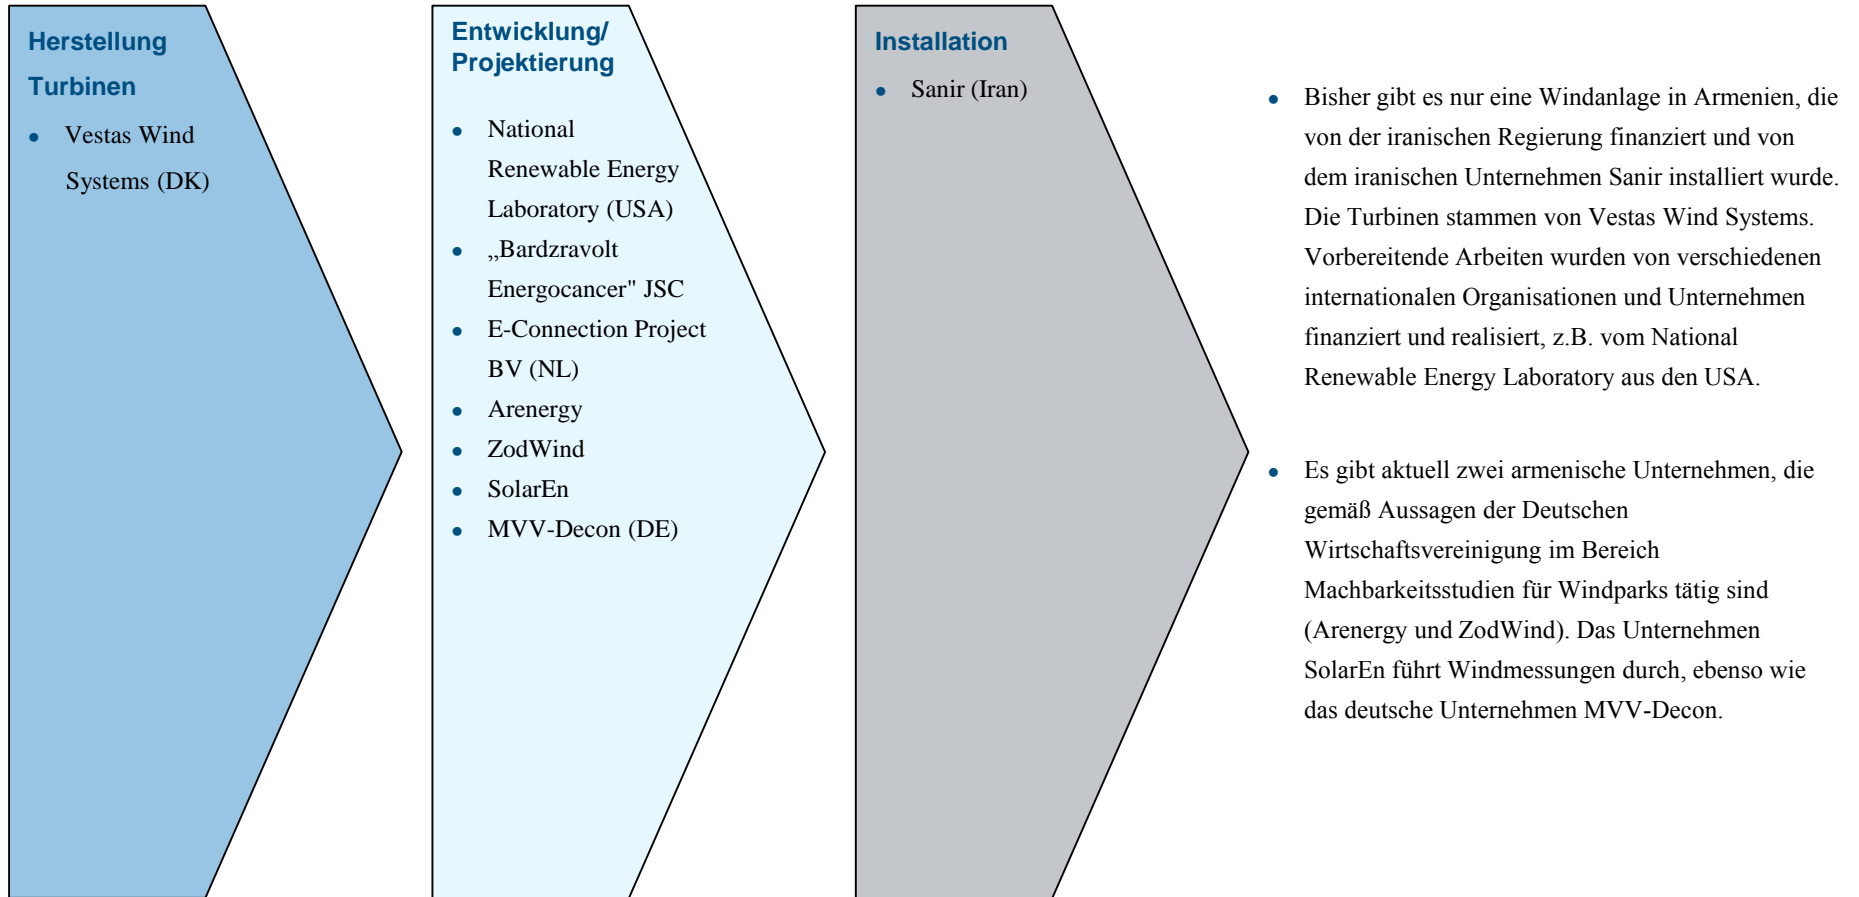 Herstellung
Turbinen
• Vestas Wind
Systems (DK)
Entwicklung/
Projektierung
• National
Renewable Energy
Laboratory (USA)
• „Bardzravolt
Energocancer" JSC
• E-Connection Project
BV (NL)
• Arenergy
• ZodWind
• SolarEn
• MVV-Decon (DE)
Installation
• Sanir (Iran)
• Bisher gibt es nur eine Windanlage in Armenien, die
von der iranischen Regierung finanziert und von
dem iranischen Unternehmen Sanir installiert wurde.
Die Turbinen stammen von Vestas Wind Systems.
Vorbereitende Arbeiten wurden von verschiedenen
internationalen Organisationen und Unternehmen
finanziert und realisiert, z.B. vom National
Renewable Energy Laboratory aus den USA.
• Es gibt aktuell zwei armenische Unternehmen, die
gemäß Aussagen der Deutschen
Wirtschaftsvereinigung im Bereich
Machbarkeitsstudien für Windparks tätig sind
(Arenergy und ZodWind). Das Unternehmen
SolarEn führt Windmessungen durch, ebenso wie
das deutsche Unternehmen MVV-Decon.